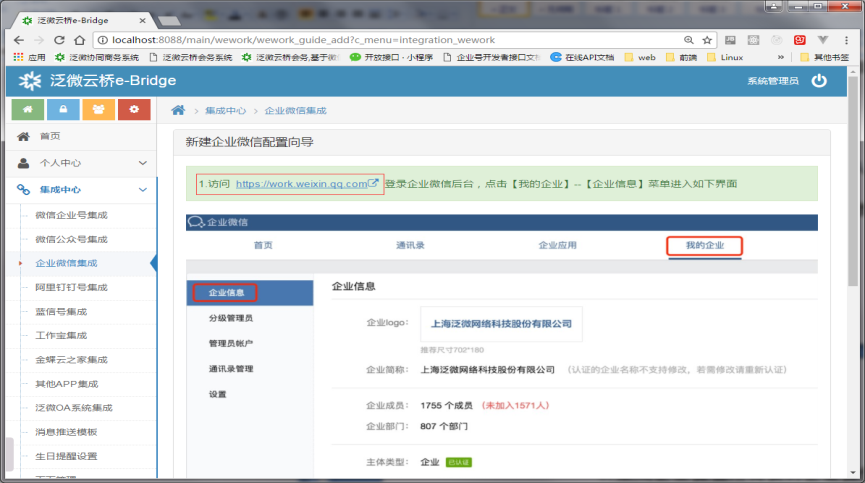 泛微云桥e-Bridge
localhost:8088/main/wework/wework_guide_add?c_menu=integration_wework
应用 泛微协同商务系统 泛微云桥会务系统 泛微云桥会务,基于微 开放接口 · 小程序 企业号开发者接口文 在线API文档 web 前端 Linux » 其他书签
泛微云桥e-Bridge 系统管理员
首页
个人中心
集成中心
微信企业号集成
微信公众号集成
企业微信集成
阿里钉钉号集成
蓝信号集成
工作宝集成
金蝶云之家集成
其他APP集成
泛微OA系统集成
消息推送模板
生日提醒设置
集成中心 > 企业微信集成
新建企业微信配置向导
1.访问 https://work.weixin.qq.com 登录企业微信后台，点击【我的企业】--【企业信息】菜单进入如下界面
企业微信
首页 通讯录 企业应用 我的企业
企业信息
分级管理员
管理员帐户
通讯录管理
设置
企业信息
企业logo： 上海泛微网络科技股份有限公司
推荐尺寸702*180
企业简称： 上海泛微网络科技股份有限公司 （认证的企业名称不支持修改，若需修改请重新认证）
企业成员： 1755 个成员 （未加入1571人）
企业部门： 807 个部门
主体类型： 企业 已认证